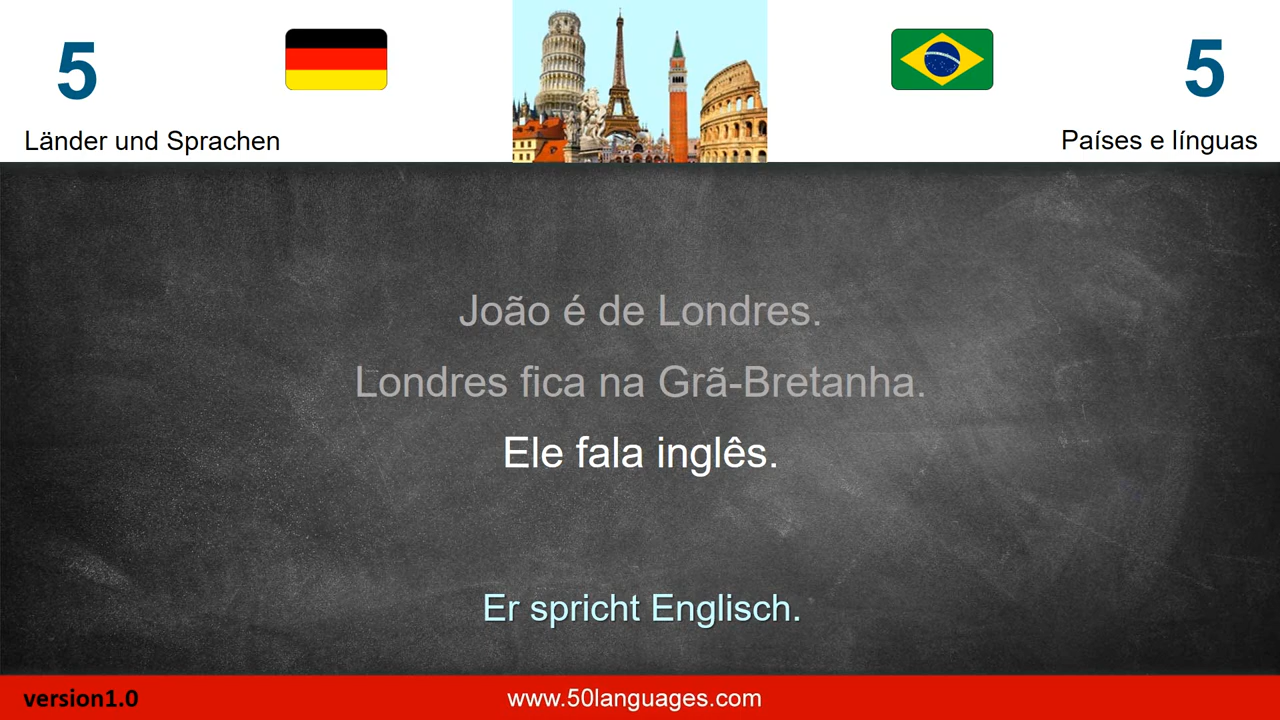 5
5
Länder und Sprachen
Países e línguas
João é de Londres.
Londres fica na Grã-Bretanha.
Ele fala inglês.
Er spricht Englisch.
version1.0
www.50languages.com